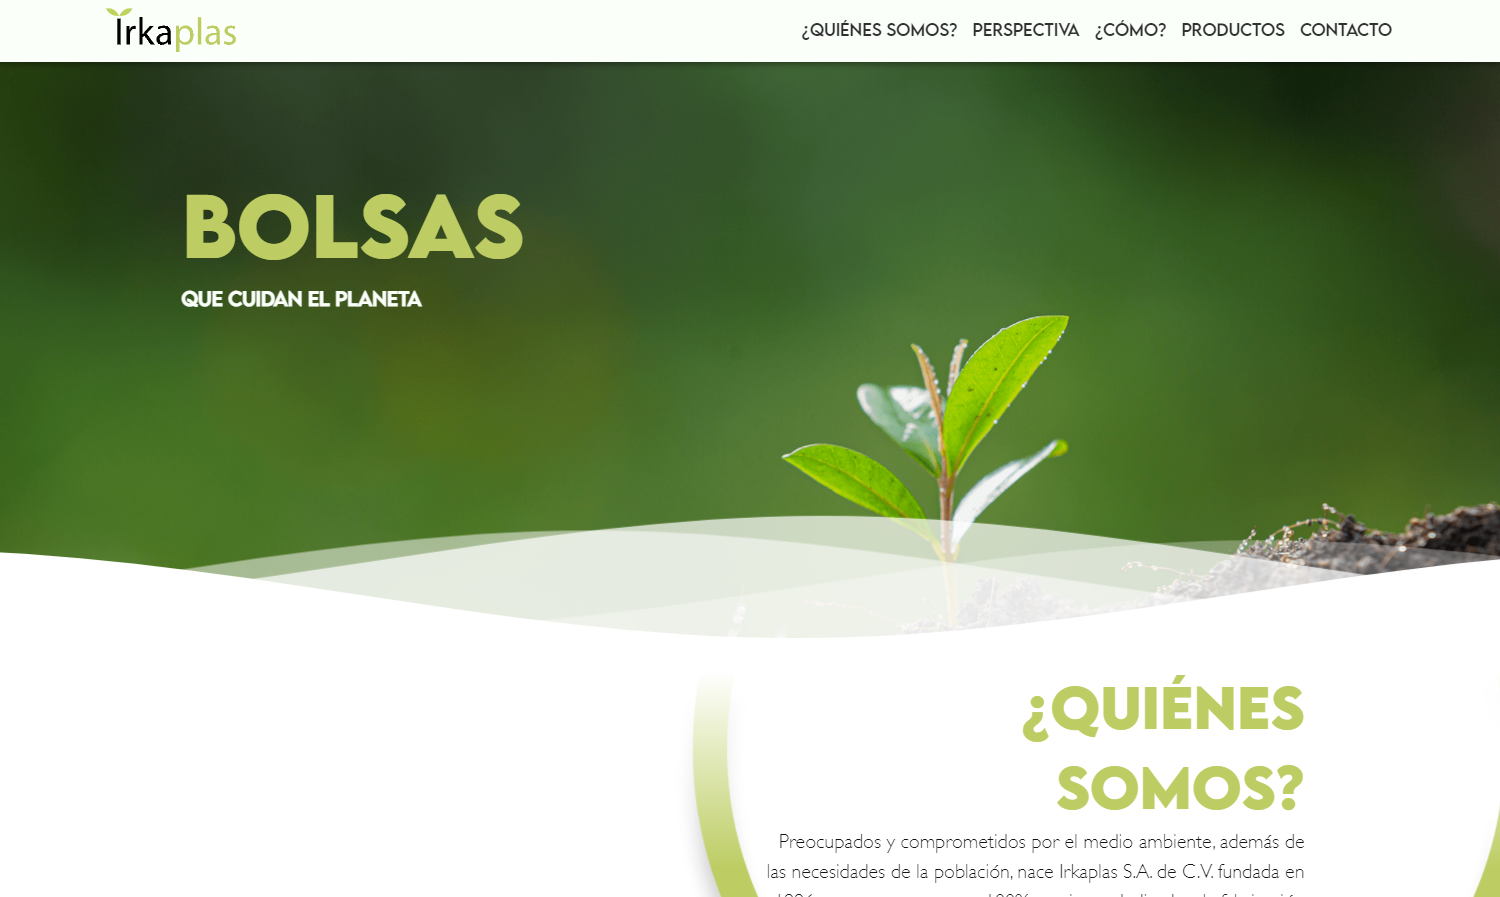 Irkaplas
¿QUIÉNES SOMOS? PERSPECTIVA ¿CÓMO? PRODUCTOS CONTACTO
BOLSAS
QUE CUIDAN EL PLANETA
¿QUIÉNES
SOMOS?
Preocupados y comprometidos por el medio ambiente, además de
las necesidades de la población, nace Irkaplas S.A. de C.V. fundada en